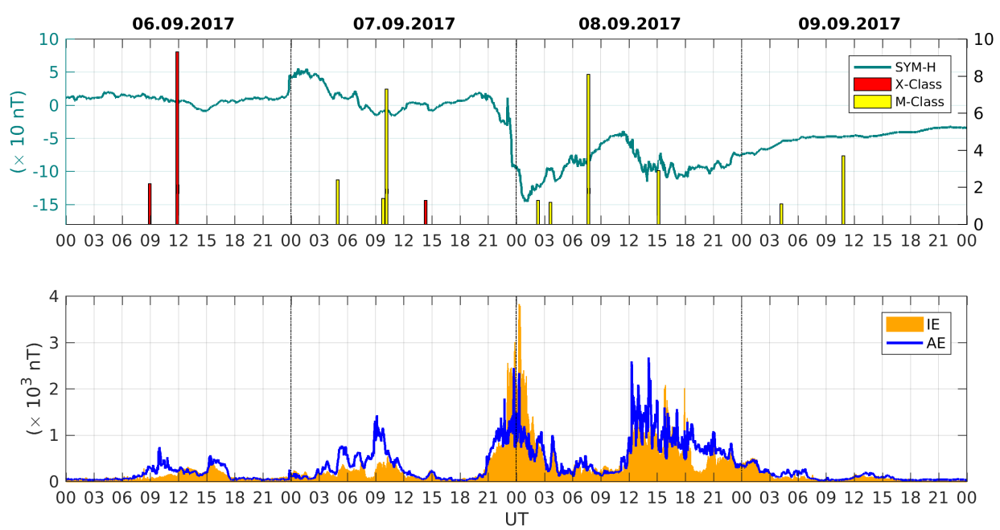 06.09.2017 07.09.2017 08.09.2017 09.09.2017
10 5 0 -5 -10 -15
(× 10 nT)
10 8 6 4 2 0
SYM-H
X-Class
M-Class
00 03 06 09 12 15 18 21 00 03 06 09 12 15 18 21 00 03 06 09 12 15 18 21 00 03 06 09 12 15 18 21 00
4 3 2 1 0
(× 10³ nT)
IE
AE
00 03 06 09 12 15 18 21 00 03 06 09 12 15 18 21 00 03 06 09 12 15 18 21 00 03 06 09 12 15 18 21 00
UT